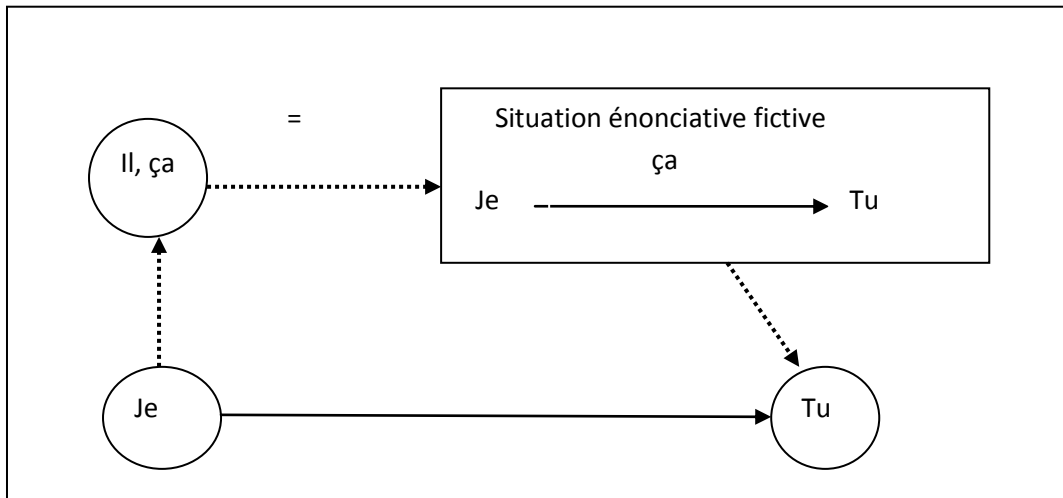 =
Situation énonciative fictive
Il, ça
ça
Je
Tu
Je
Tu